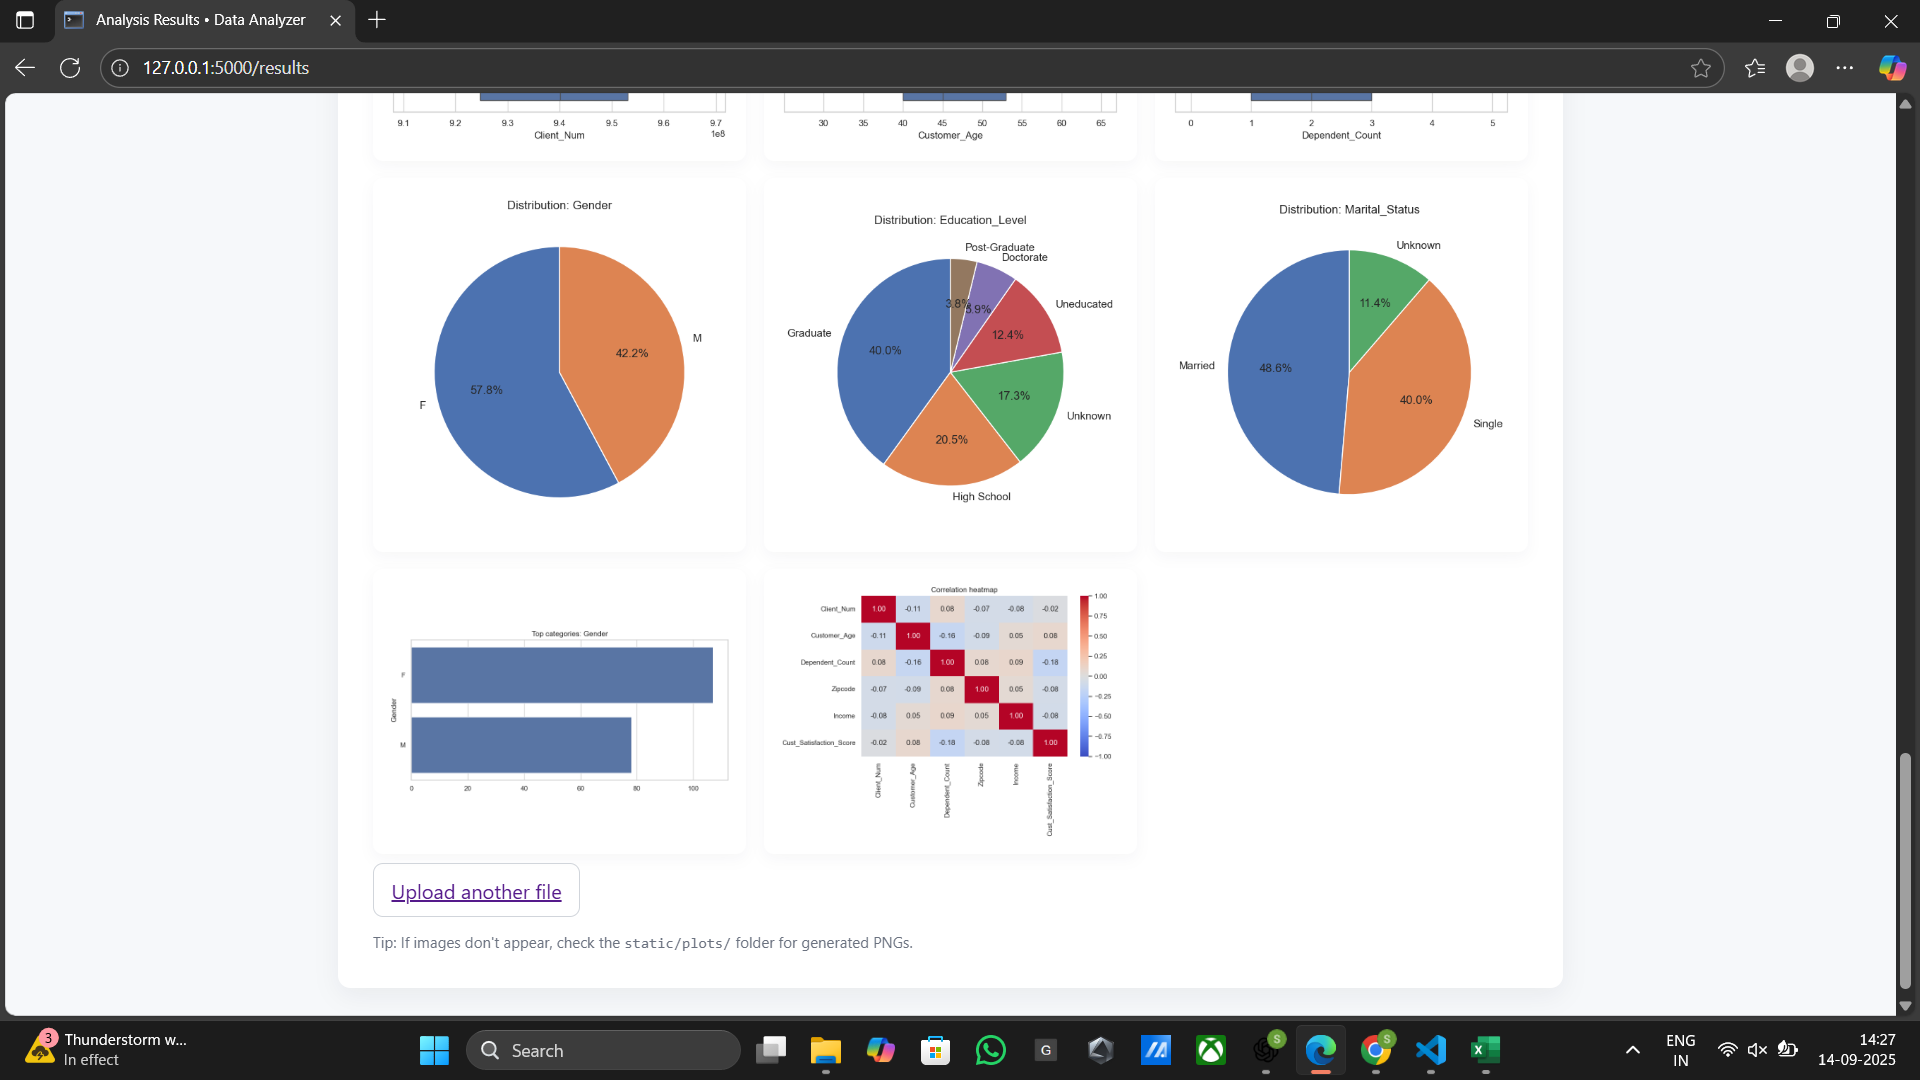 Analysis Results • Data Analyzer
127.0.0.1:5000/results
9.1 9.2 9.3 9.4 9.5 9.6 9.7
1e8
Client_Num
30 35 40 45 50 55 60 65
Customer_Age
0 1 2 3 4 5
Dependent_Count
Distribution: Gender
M
42.2%
57.8%
F
Distribution: Education_Level
Post-Graduate
Doctorate
3.8%
5.9%
Uneducated
12.4%
Graduate
40.0%
17.3%
Unknown
20.5%
High School
Distribution: Marital_Status
Unknown
11.4%
Married
48.6%
40.0%
Single
Top categories: Gender
Gender
F
M
0 20 40 60 80 100
Correlation heatmap
Client_Num 1.00 -0.11 0.08 -0.07 -0.08 -0.02
Customer_Age -0.11 1.00 -0.16 -0.09 0.05 0.08
Dependent_Count 0.08 -0.16 1.00 0.08 0.09 -0.18
Zipcode -0.07 -0.09 0.08 1.00 0.05 -0.08
Income -0.08 0.05 0.09 0.05 1.00 -0.08
Cust_Satisfaction_Score -0.02 0.08 -0.18 -0.08 -0.08 1.00
Client_Num
Customer_Age
Dependent_Count
Zipcode
Income
Cust_Satisfaction_Score
1.00
0.75
0.50
0.25
0.00
-0.25
-0.50
-0.75
-1.00
Upload another file
Tip: If images don't appear, check the static/plots/ folder for generated PNGs.
3
Thunderstorm w...
In effect
Search
G
S
S
ENG
IN
14:27
14-09-2025